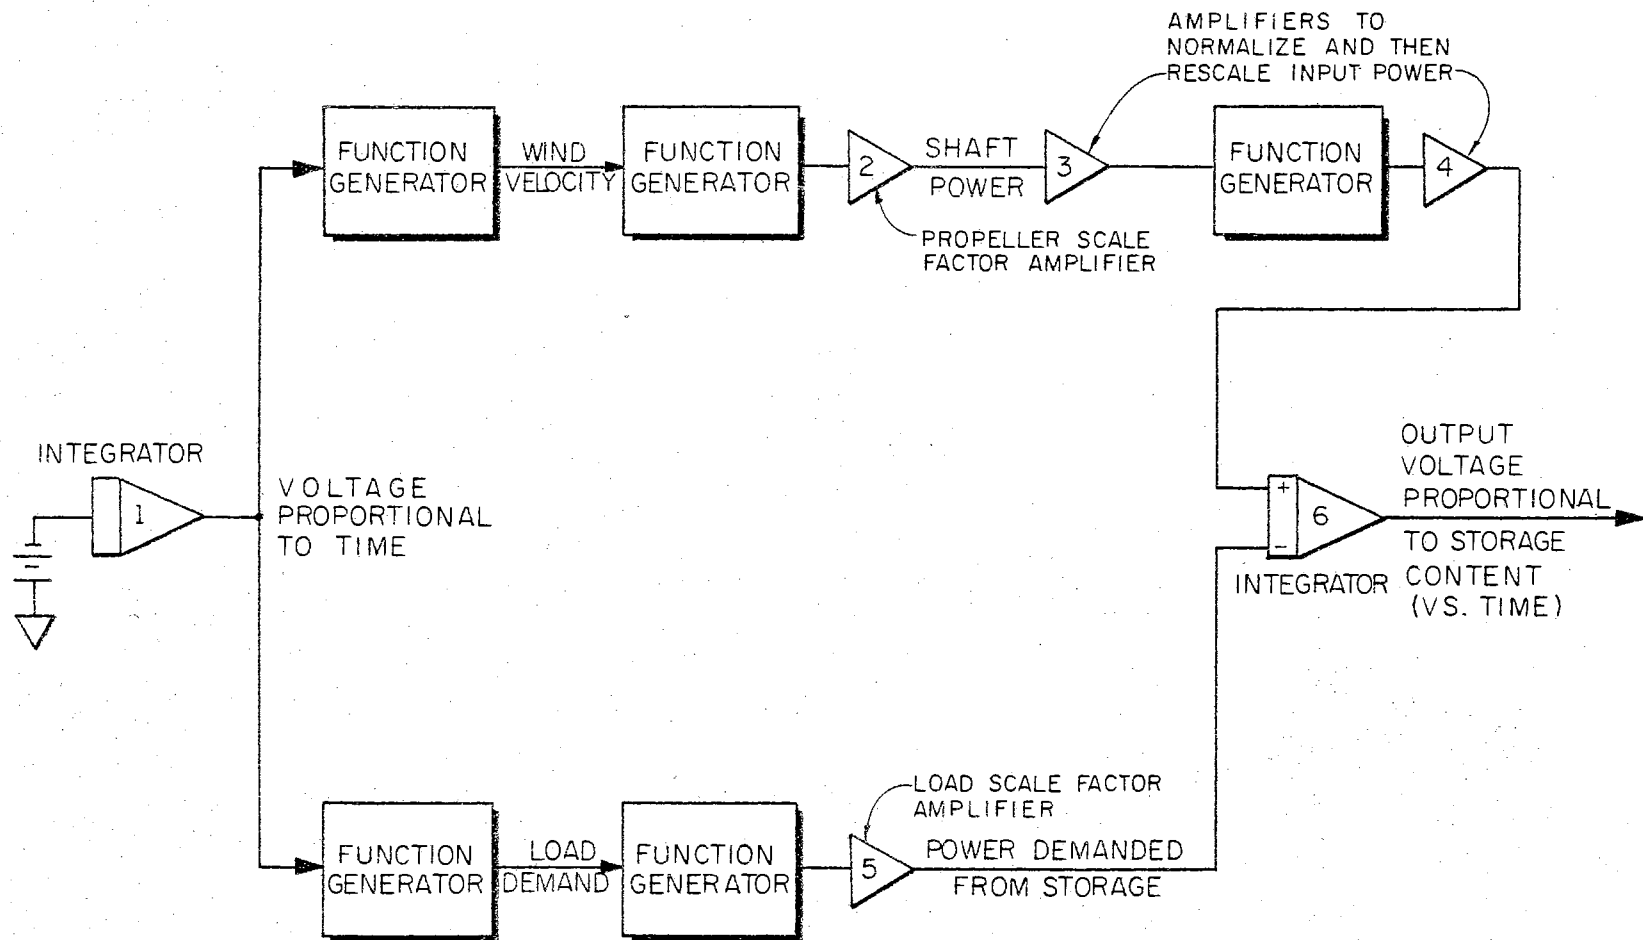 AMPLIFIERS TO
NORMALIZE AND THEN
RESCALE INPUT POWER
FUNCTION
GENERATOR
WIND
VELOCITY
FUNCTION
GENERATOR
2
SHAFT
POWER
3
FUNCTION
GENERATOR
4
PROPELLER SCALE
FACTOR AMPLIFIER
INTEGRATOR
1
VOLTAGE
PROPORTIONAL
TO TIME
+
6
-
INTEGRATOR
OUTPUT
VOLTAGE
PROPORTIONAL
TO STORAGE
CONTENT
(VS. TIME)
LOAD SCALE FACTOR
AMPLIFIER
FUNCTION
GENERATOR
LOAD
DEMAND
FUNCTION
GENERATOR
5
POWER DEMANDED
FROM STORAGE